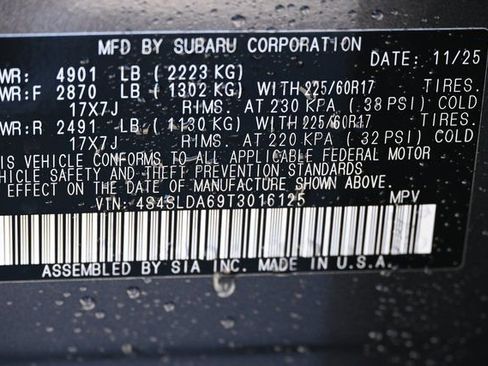 MFD BY SUBARU CORPORATION DATE: 11/25
WR: 4901 LB ( 2223 KG)
WR:F 2870 LB ( 1302 KG) WITH 225/60R17 TIRES.
17X7J RIMS. AT 230 KPA ( 38 PSI) COLD
WR:R 2491 LB ( 1130 KG) WITH 225/60R17 TIRES.
17X7J RIMS. AT 220 KPA ( 32 PSI) COLD
IS VEHICLE CONFORMS TO ALL APPLICABLE FEDERAL MOTOR
HICLE SAFETY AND THEFT PREVENTION STANDARDS
EFFECT ON THE DATE OF MANUFACTURE SHOWN ABOVE.
VIN: 4S4SLDA69T3016125 MPV
ASSEMBLED BY SIA INC. MADE IN U.S.A.